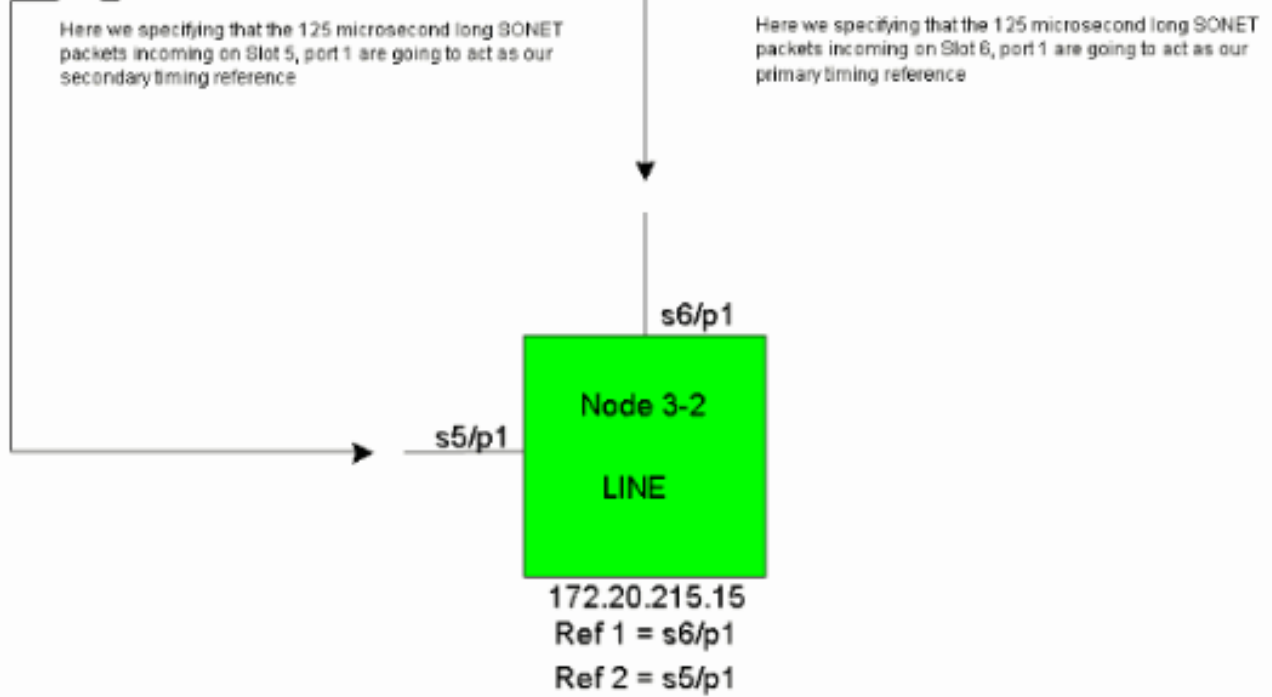 Here we specifying that the 125 microsecond long SONET
packets incoming on Slot 5, port 1 are going to act as our
secondary timing reference
Here we specifying that the 125 microsecond long SONET
packets incoming on Slot 6, port 1 are going to act as our
primary timing reference
s6/p1
Node 3-2
s5/p1
LINE
172.20.215.15
Ref 1 = s6/p1
Ref 2 = s5/p1